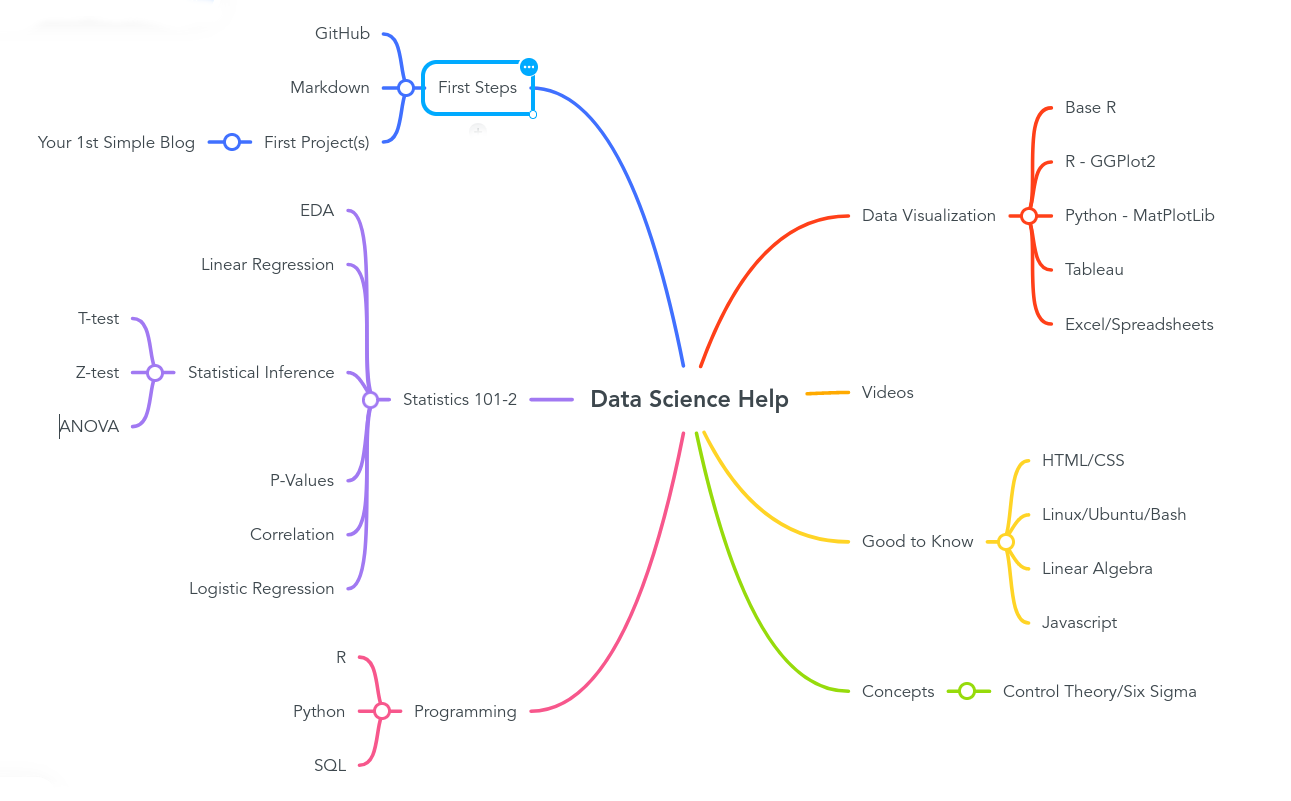 GitHub
Markdown
First Steps
Your 1st Simple Blog
First Project(s)
EDA
Linear Regression
T-test
Z-test
ANOVA
Statistical Inference
Statistics 101-2
P-Values
Correlation
Logistic Regression
R
Python
SQL
Programming
Data Science Help
Data Visualization
Base R
R - GGPlot2
Python - MatPlotLib
Tableau
Excel/Spreadsheets
Videos
Good to Know
HTML/CSS
Linux/Ubuntu/Bash
Linear Algebra
Javascript
Concepts
Control Theory/Six Sigma